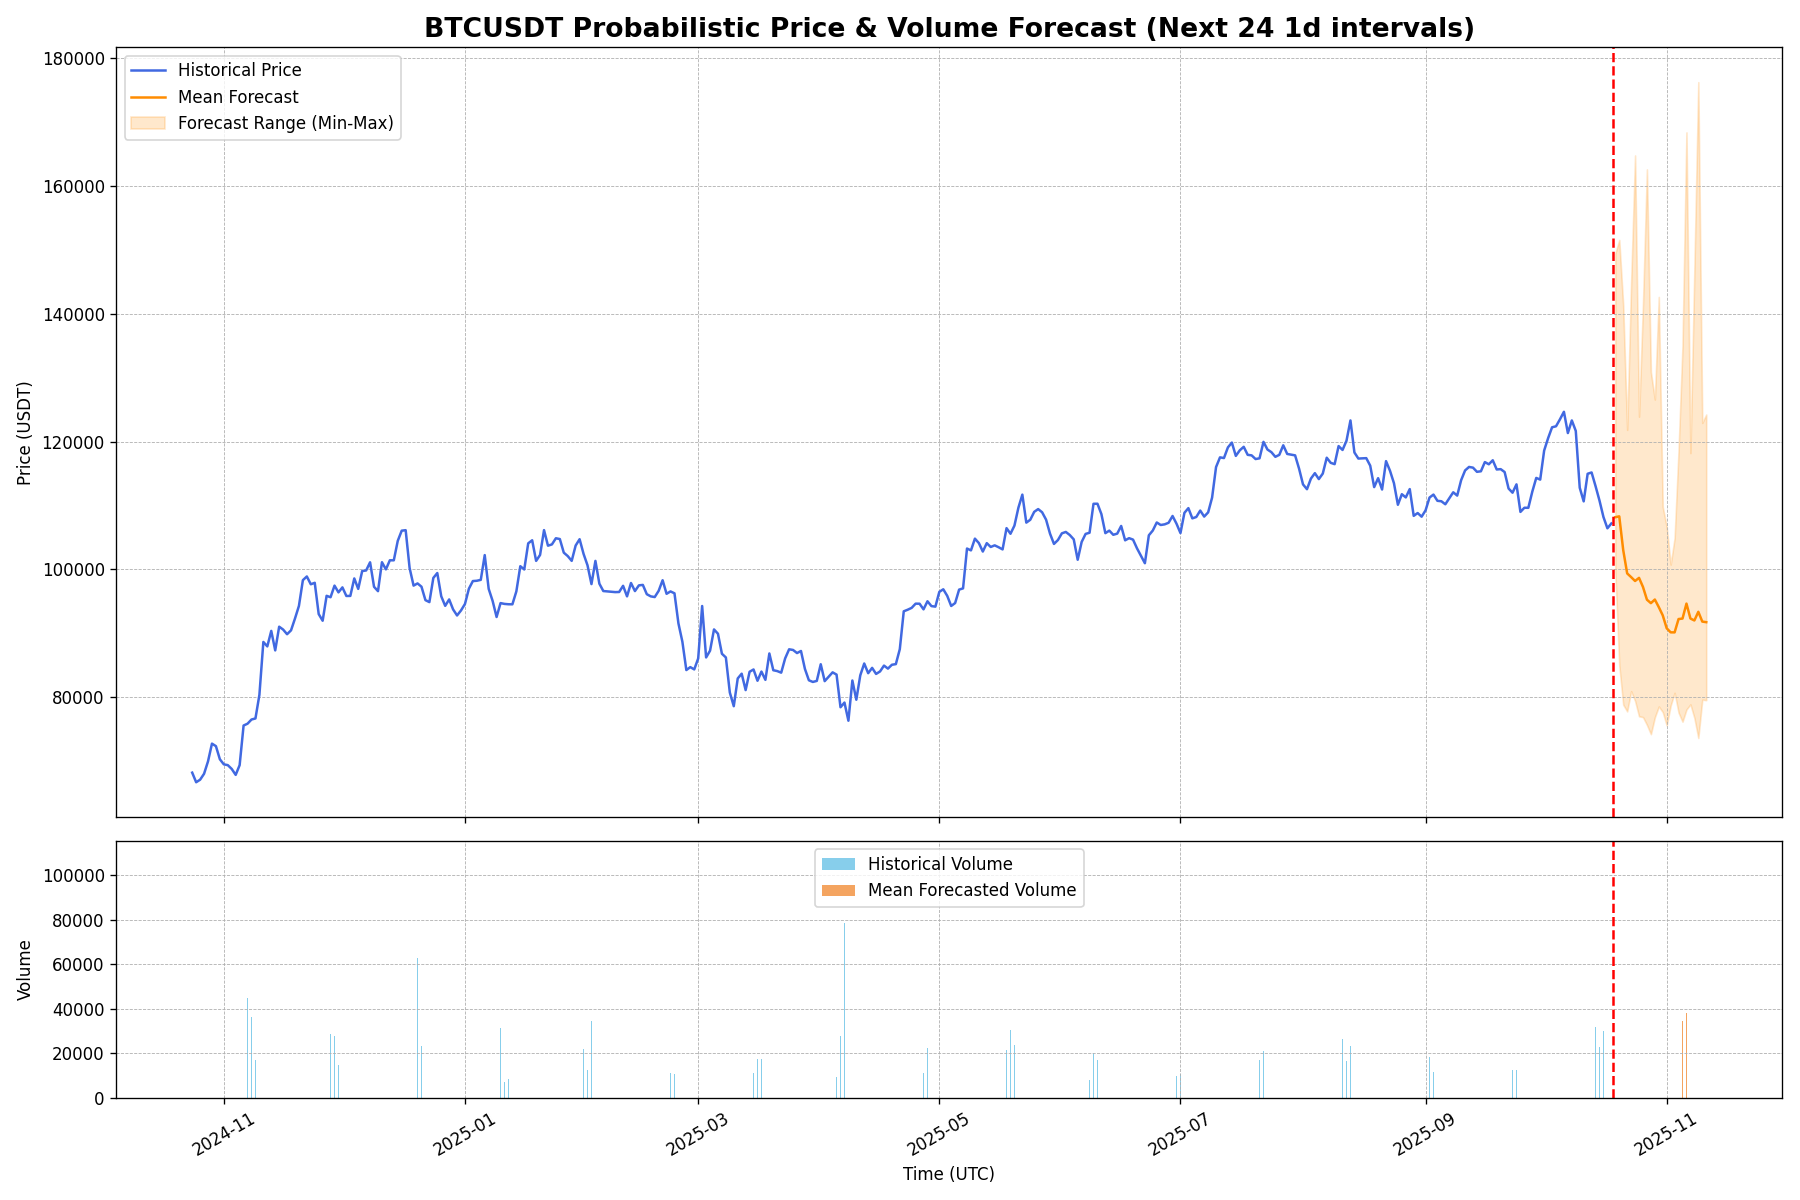 BTCUSDT Probabilistic Price & Volume Forecast (Next 24 1d intervals)
Historical Price
Mean Forecast
Forecast Range (Min-Max)
180000
160000
140000
120000
100000
80000
Price (USDT)
Historical Volume
Mean Forecasted Volume
100000
80000
60000
40000
20000
0
Volume
2024-11
2025-01
2025-03
2025-05
2025-07
2025-09
2025-11
Time (UTC)